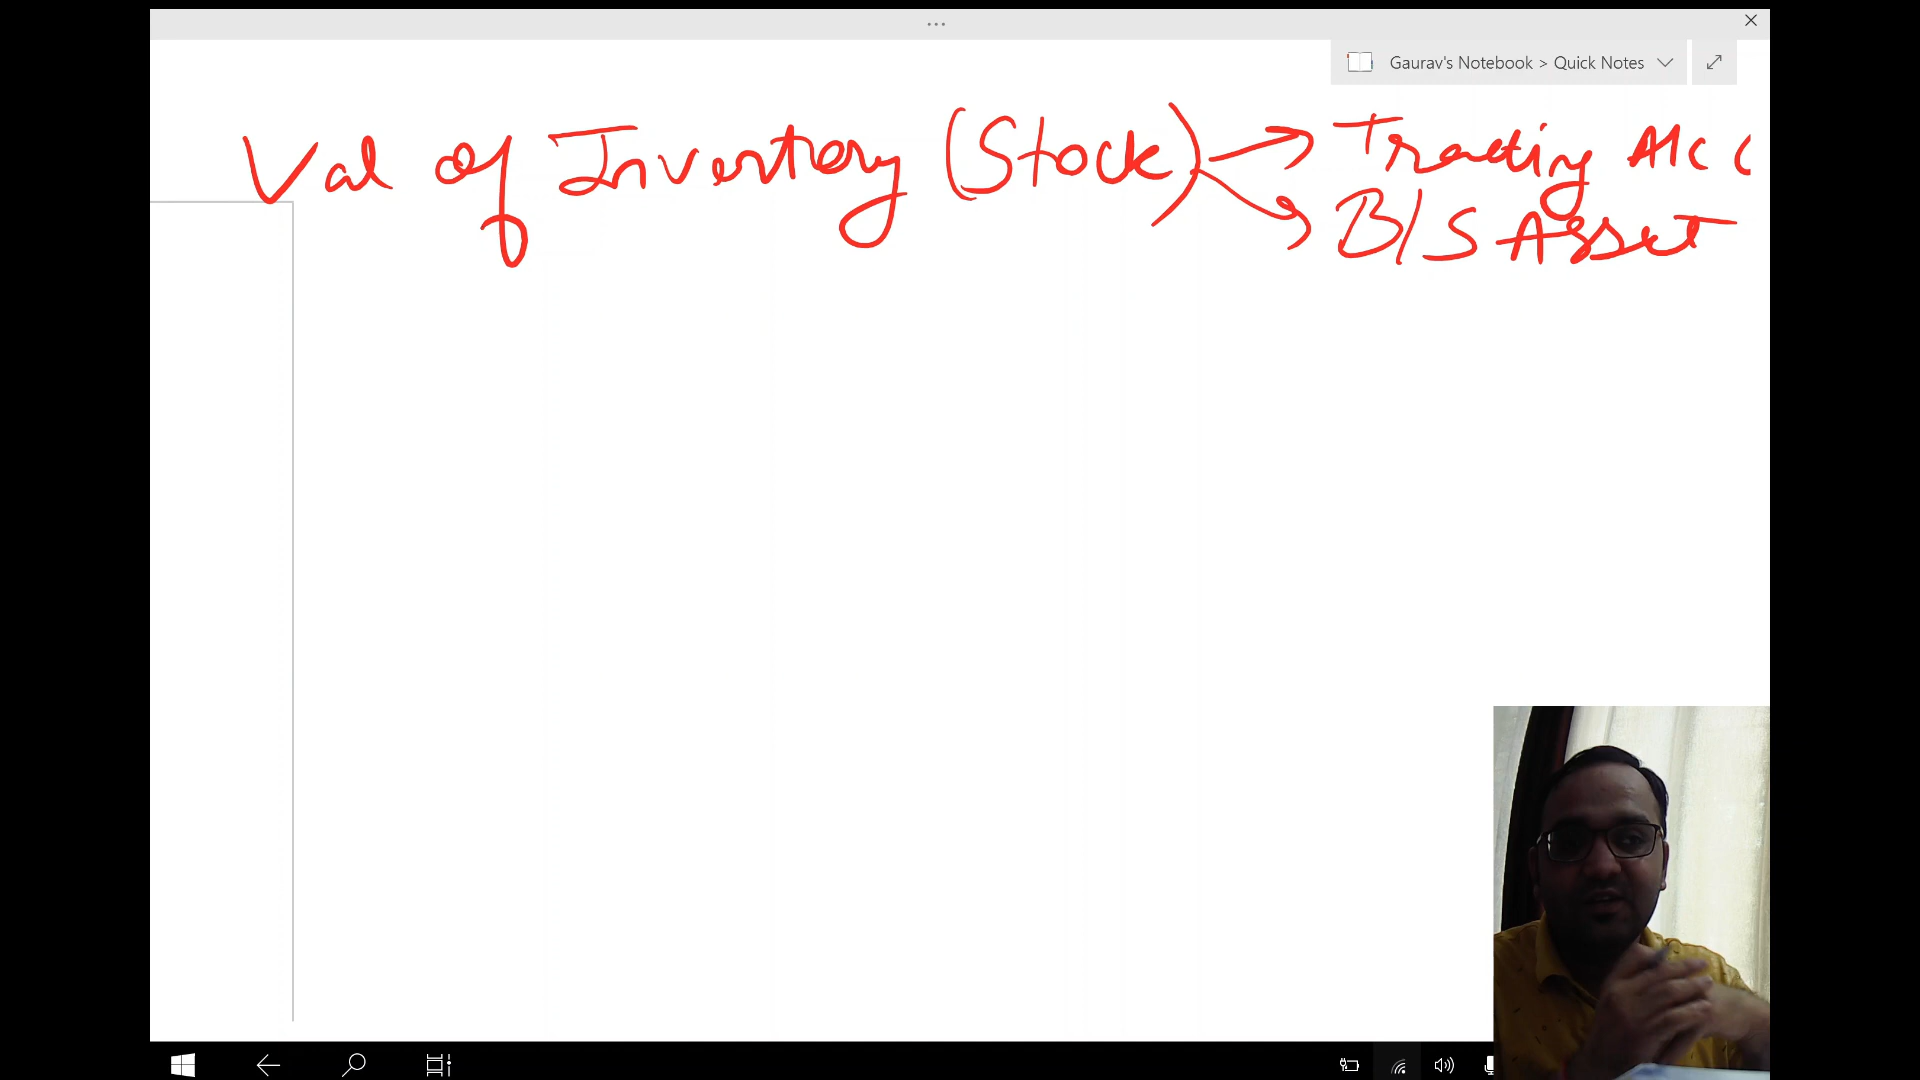 Gaurav's Notebook > Quick Notes
Val of Inventory (Stock) → Trading A/c (
B/S Asset